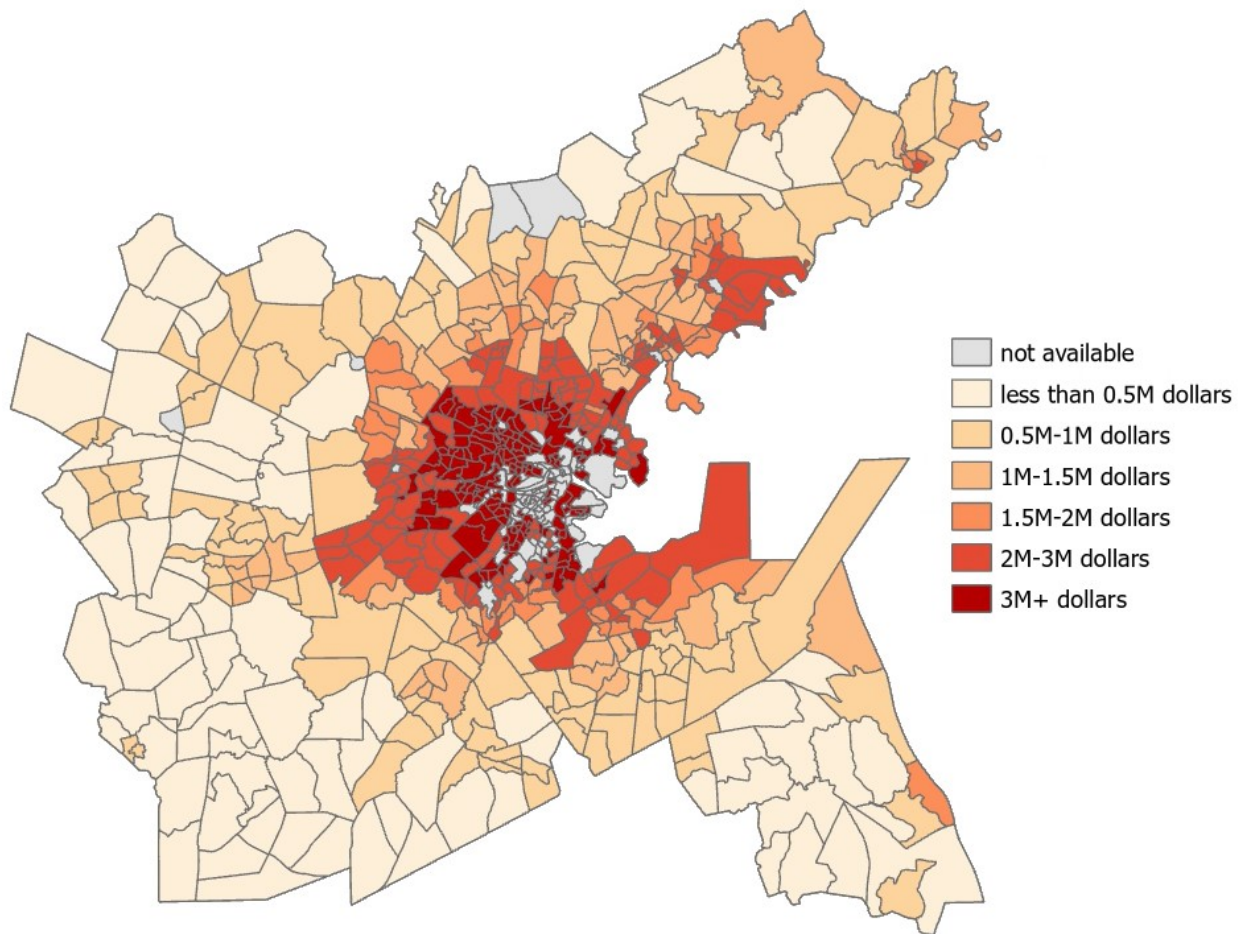 not available
less than 0.5M dollars
0.5M-1M dollars
1M-1.5M dollars
1.5M-2M dollars
2M-3M dollars
3M+ dollars